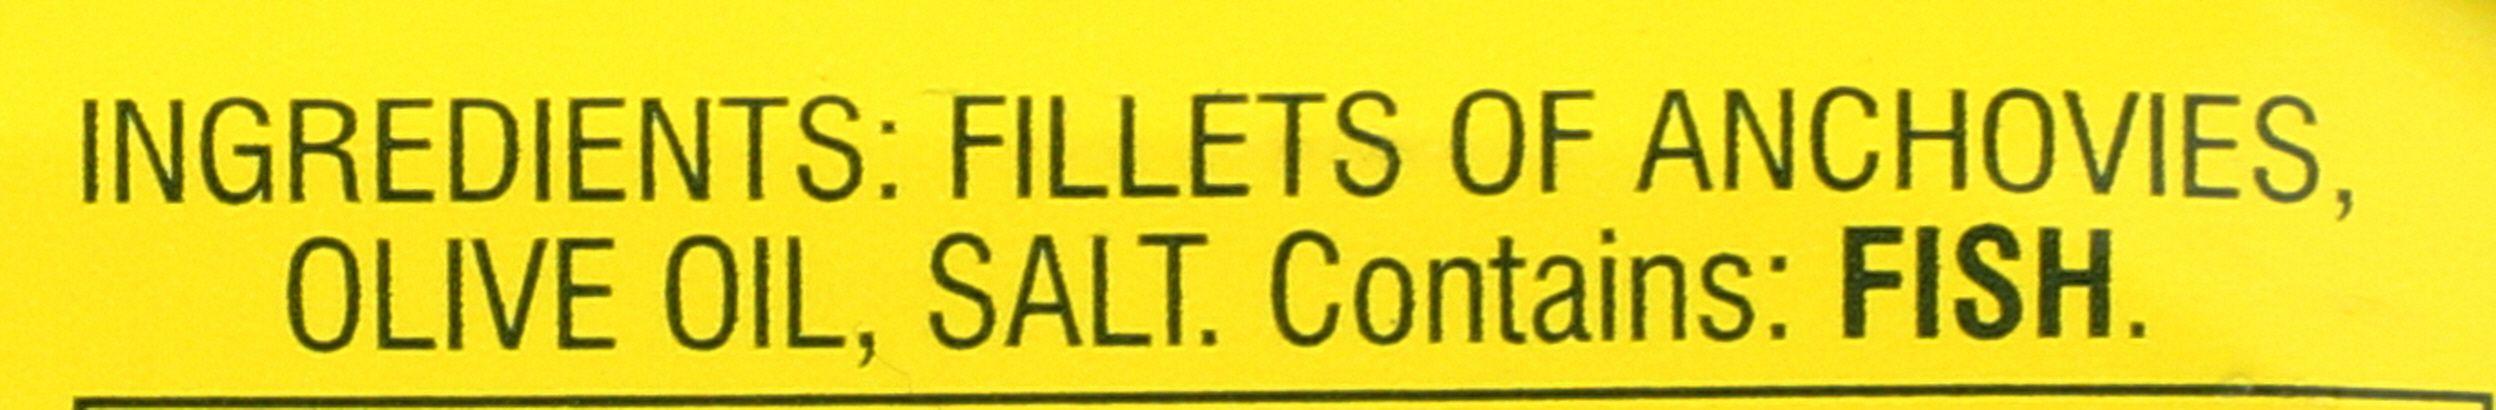 INGREDIENTS: FILLETS OF ANCHOVIES,
OLIVE OIL, SALT. Contains: FISH.